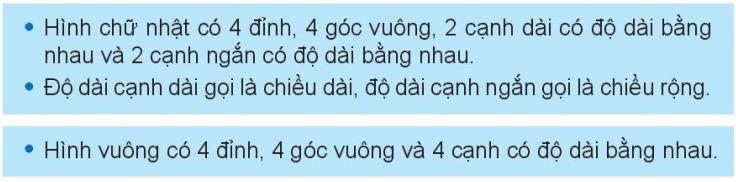 • Hình chữ nhật có 4 đỉnh, 4 góc vuông, 2 cạnh dài có độ dài bằng
nhau và 2 cạnh ngắn có độ dài bằng nhau.
• Độ dài cạnh dài gọi là chiều dài, độ dài cạnh ngắn gọi là chiều rộng.
• Hình vuông có 4 đỉnh, 4 góc vuông và 4 cạnh có độ dài bằng nhau.